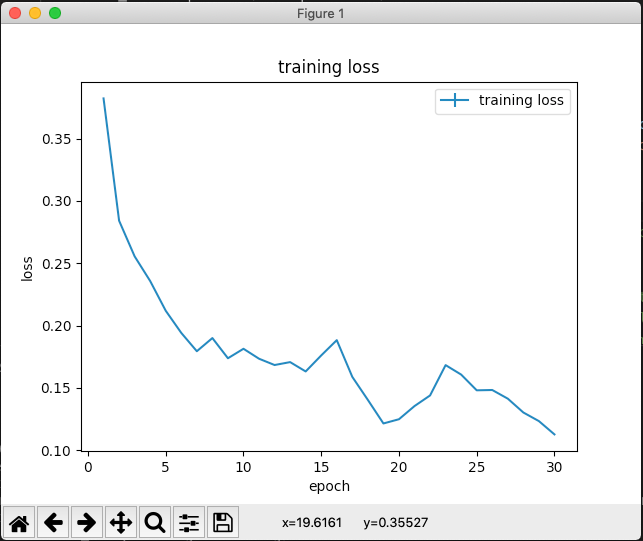 Figure 1
training loss
training loss
0.35
0.30
0.25
0.20
0.15
0.10
loss
0 5 10 15 20 25 30
epoch
x=19.6161 y=0.35527